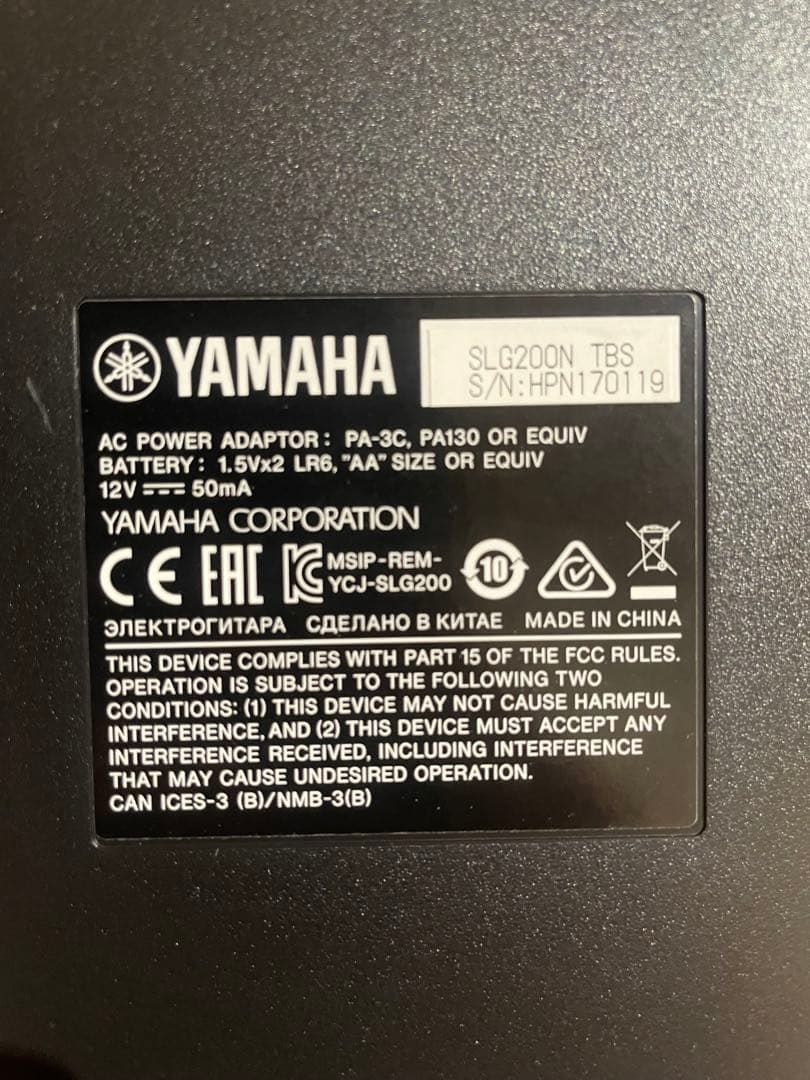 YAMAHA
SLG200N TBS
S/N:HPN170119
AC POWER ADAPTOR: PA-3C, PA130 OR EQUIV
BATTERY: 1.5Vx2 LR6, "AA" SIZE OR EQUIV
12V ⎓ 50mA
YAMAHA CORPORATION
CE EAC KC MSIP-REM-
YCJ-SLG200
10
ЭЛЕКТРОГИТАРА СДЕЛАНО В КИТАЕ MADE IN CHINA
THIS DEVICE COMPLIES WITH PART 15 OF THE FCC RULES.
OPERATION IS SUBJECT TO THE FOLLOWING TWO
CONDITIONS: (1) THIS DEVICE MAY NOT CAUSE HARMFUL
INTERFERENCE, AND (2) THIS DEVICE MUST ACCEPT ANY
INTERFERENCE RECEIVED, INCLUDING INTERFERENCE
THAT MAY CAUSE UNDESIRED OPERATION.
CAN ICES-3 (B)/NMB-3(B)